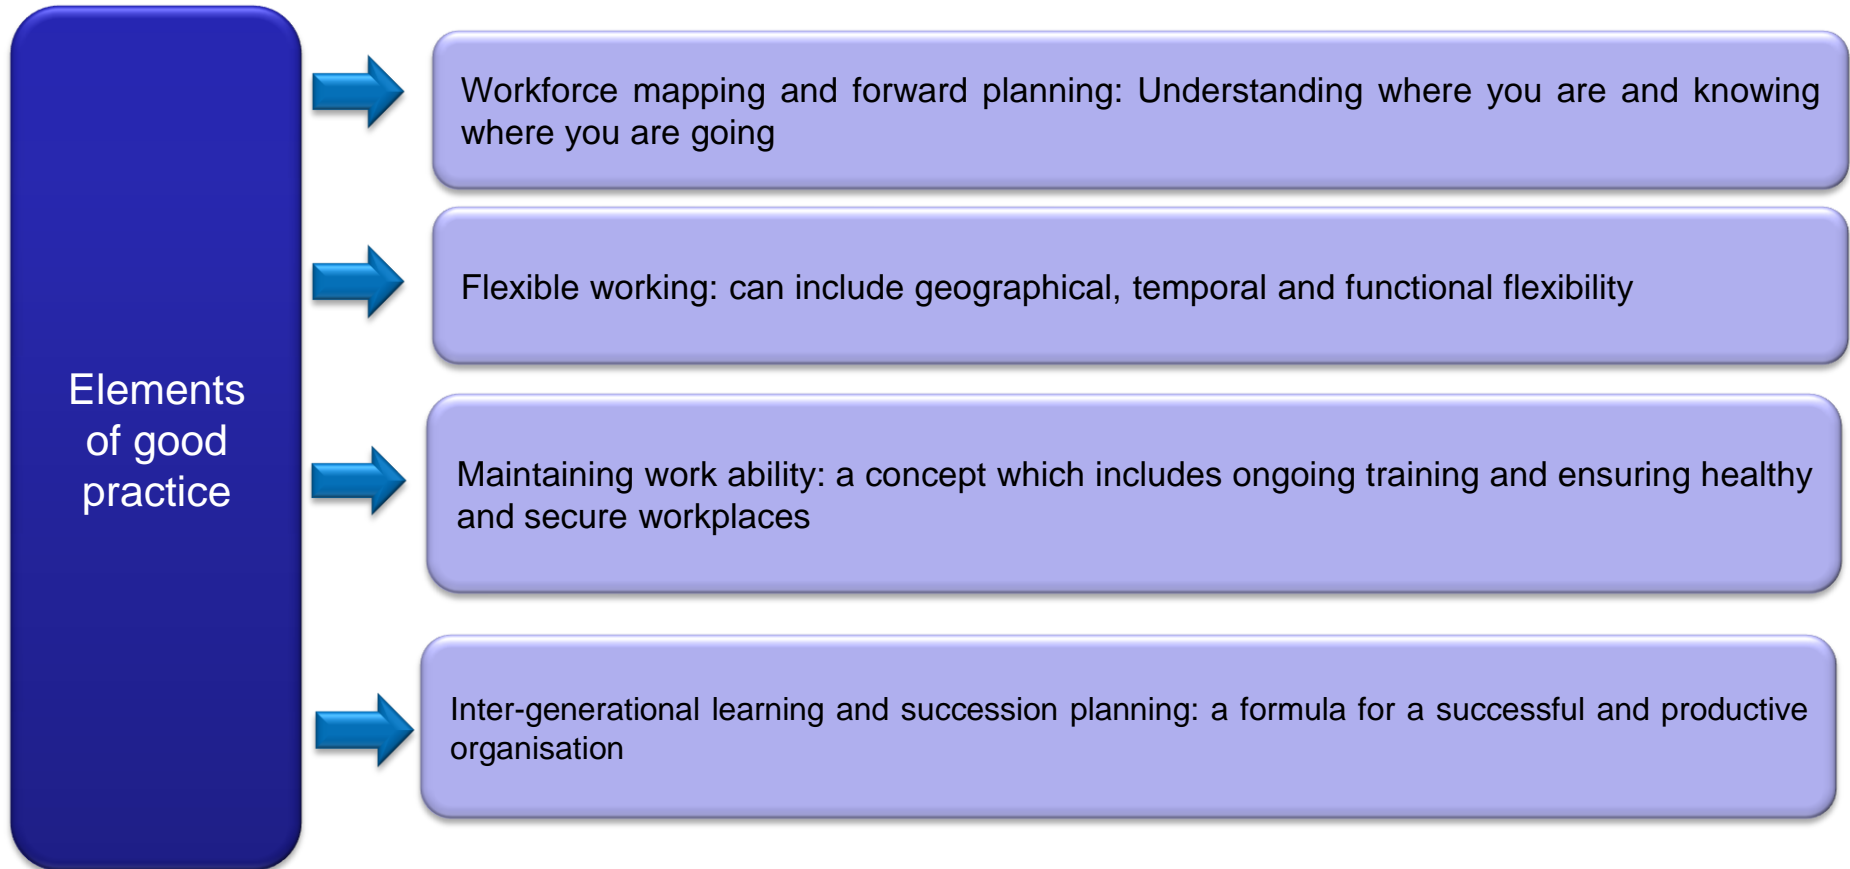 Elements
of good
practice
Workforce mapping and forward planning: Understanding where you are and knowing
where you are going
Flexible working: can include geographical, temporal and functional flexibility
Maintaining work ability: a concept which includes ongoing training and ensuring healthy
and secure workplaces
Inter-generational learning and succession planning: a formula for a successful and productive
organisation